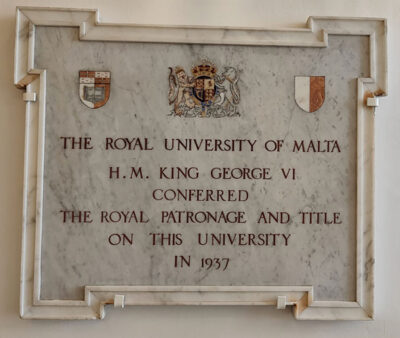 THE ROYAL UNIVERSITY OF MALTA
H.M. KING GEORGE VI
CONFERRED
THE ROYAL PATRONAGE AND TITLE
ON THIS UNIVERSITY
IN 1937